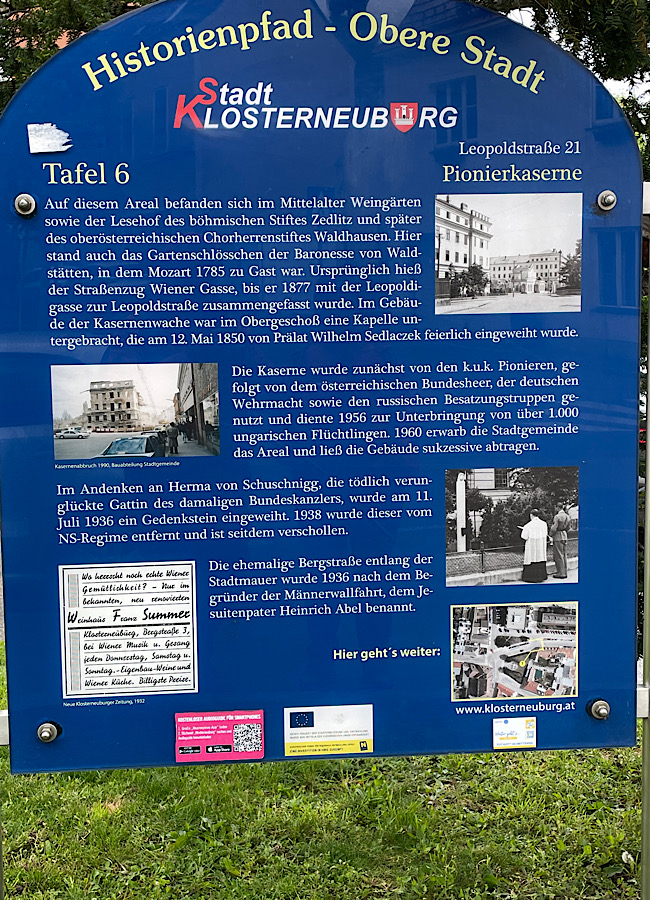 Historienpfad - Obere Stadt
Stadt
KLOSTERNEUBURG
Leopoldstraße 21
Tafel 6
Pionierkaserne
Auf diesem Areal befanden sich im Mittelalter Weingärten
sowie der Lesehof des böhmischen Stiftes Zedlitz und später
des oberösterreichischen Chorherrenstiftes Waldhausen. Hier
stand auch das Gartenschlösschen der Baronesse von Wald-
stätten, in dem Mozart 1785 zu Gast war. Ursprünglich hieß
der Straßenzug Wiener Gasse, bis er 1877 mit der Leopoldi-
gasse zur Leopoldstraße zusammengefasst wurde. Im Gebäu-
de der Kasernenwache war im Obergeschoß eine Kapelle un-
tergebracht, die am 12. Mai 1850 von Prälat Wilhelm Sedlaczek feierlich eingeweiht wurde.
Die Kaserne wurde zunächst von den k.u.k. Pionieren, ge-
folgt von dem österreichischen Bundesheer, der deutschen
Wehrmacht sowie den russischen Besatzungstruppen ge-
nutzt und diente 1956 zur Unterbringung von über 1.000
ungarischen Flüchtlingen. 1960 erwarb die Stadtgemeinde
das Areal und ließ die Gebäude sukzessive abtragen.
Kasernenabbruch 1990, Bauabteilung Stadtgemeinde
Im Andenken an Herma von Schuschnigg, die tödlich verun-
glückte Gattin des damaligen Bundeskanzlers, wurde am 11.
Juli 1936 ein Gedenkstein eingeweiht. 1938 wurde dieser vom
NS-Regime entfernt und ist seitdem verschollen.
Die ehemalige Bergstraße entlang der
Stadtmauer wurde 1936 nach dem Be-
gründer der Männerwallfahrt, dem Je-
suitenpater Heinrich Abel benannt.
Wo herrscht noch echte Wiener
Gemütlichkeit? - Nur im
bekannten, neu renovierten
Weinhaus Franz Summer
Klosterneuburg, Bergstraße 3,
bei Wiener Musik u. Gesang
jeden Donnerstag, Samstag u.
Sonntag.-Eigenbau-Weine und
Wiener Küche. Billigste Preise.
Neue Klosterneuburger Zeitung, 1932
Hier geht´s weiter:
www.klosterneuburg.at
KOSTENLOSER AUDIOGUIDE FÜR SMARTPHONES